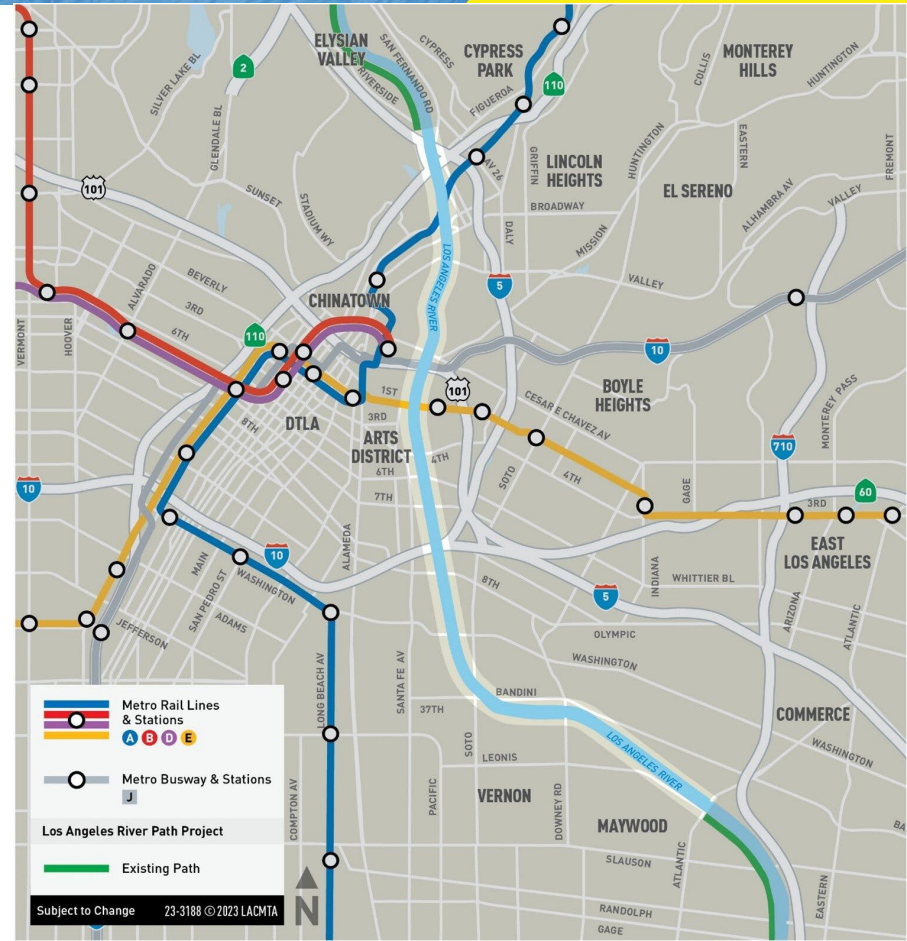 ELYSIAN
VALLEY
SAN FERNANDO RD
CYPRESS
CYPRESS
PARK
MONTEREY
HILLS
COLLIS
HUNTINGTON
SILVER LAKE BL
2
RIVERSIDE
FIGUEROA
110
GLENDALE BL
HUNTINGTON
EASTERN
FREMONT
GRIFFIN
LINCOLN
HEIGHTS
AV 26
101
EL SERENO
ALHAMBRA AV
VALLEY
SUNSET
STADIUM WY
BROADWAY
DALY
MISSION
LOS ANGELES RIVER
VALLEY
5
ALVARADO
BEVERLY
3RD
CHINATOWN
VERMONT
HOOVER
6TH
110
10
101
BOYLE
HEIGHTS
1ST
3RD
CESAR E CHAVEZ AV
MONTEREY PASS
8TH
DTLA
ARTS
DISTRICT
6TH
4TH
710
7TH
SOTO
4TH
GAGE
10
60
3RD
EAST
LOS ANGELES
ALAMEDA
MAIN
10
SAN PEDRO ST
WASHINGTON
8TH
INDIANA
WHITTIER BL
5
ARIZONA
ATLANTIC
JEFFERSON
ADAMS
OLYMPIC
WASHINGTON
LONG BEACH AV
SANTA FE AV
BANDINI
37TH
COMMERCE
SOTO
LOS ANGELES RIVER
WASHINGTON
LEONIS
COMPTON AV
PACIFIC
VERNON
DOWNEY RD
MAYWOOD
BA
SLAUSON
ATLANTIC
EASTERN
RANDOLPH
GAGE
Metro Rail Lines
& Stations
A B D E
Metro Busway & Stations
J
Los Angeles River Path Project
Existing Path
Subject to Change 23-3188 © 2023 LACMTA
N